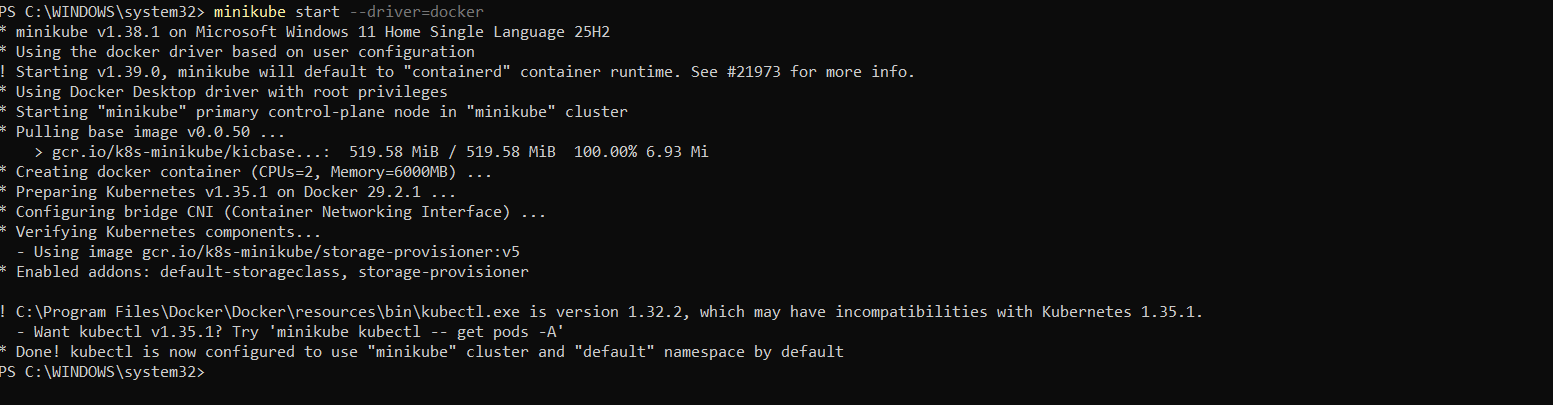 PS C:\WINDOWS\system32> minikube start --driver=docker
* minikube v1.38.1 on Microsoft Windows 11 Home Single Language 25H2
* Using the docker driver based on user configuration
! Starting v1.39.0, minikube will default to "containerd" container runtime. See #21973 for more info.
* Using Docker Desktop driver with root privileges
* Starting "minikube" primary control-plane node in "minikube" cluster
* Pulling base image v0.0.50 ...
    > gcr.io/k8s-minikube/kicbase...:  519.58 MiB / 519.58 MiB  100.00% 6.93 Mi
* Creating docker container (CPUs=2, Memory=6000MB) ...
* Preparing Kubernetes v1.35.1 on Docker 29.2.1 ...
* Configuring bridge CNI (Container Networking Interface) ...
* Verifying Kubernetes components...
  - Using image gcr.io/k8s-minikube/storage-provisioner:v5
* Enabled addons: default-storageclass, storage-provisioner
! C:\Program Files\Docker\Docker\resources\bin\kubectl.exe is version 1.32.2, which may have incompatibilities with Kubernetes 1.35.1.
  - Want kubectl v1.35.1? Try 'minikube kubectl -- get pods -A'
* Done! kubectl is now configured to use "minikube" cluster and "default" namespace by default
PS C:\WINDOWS\system32>